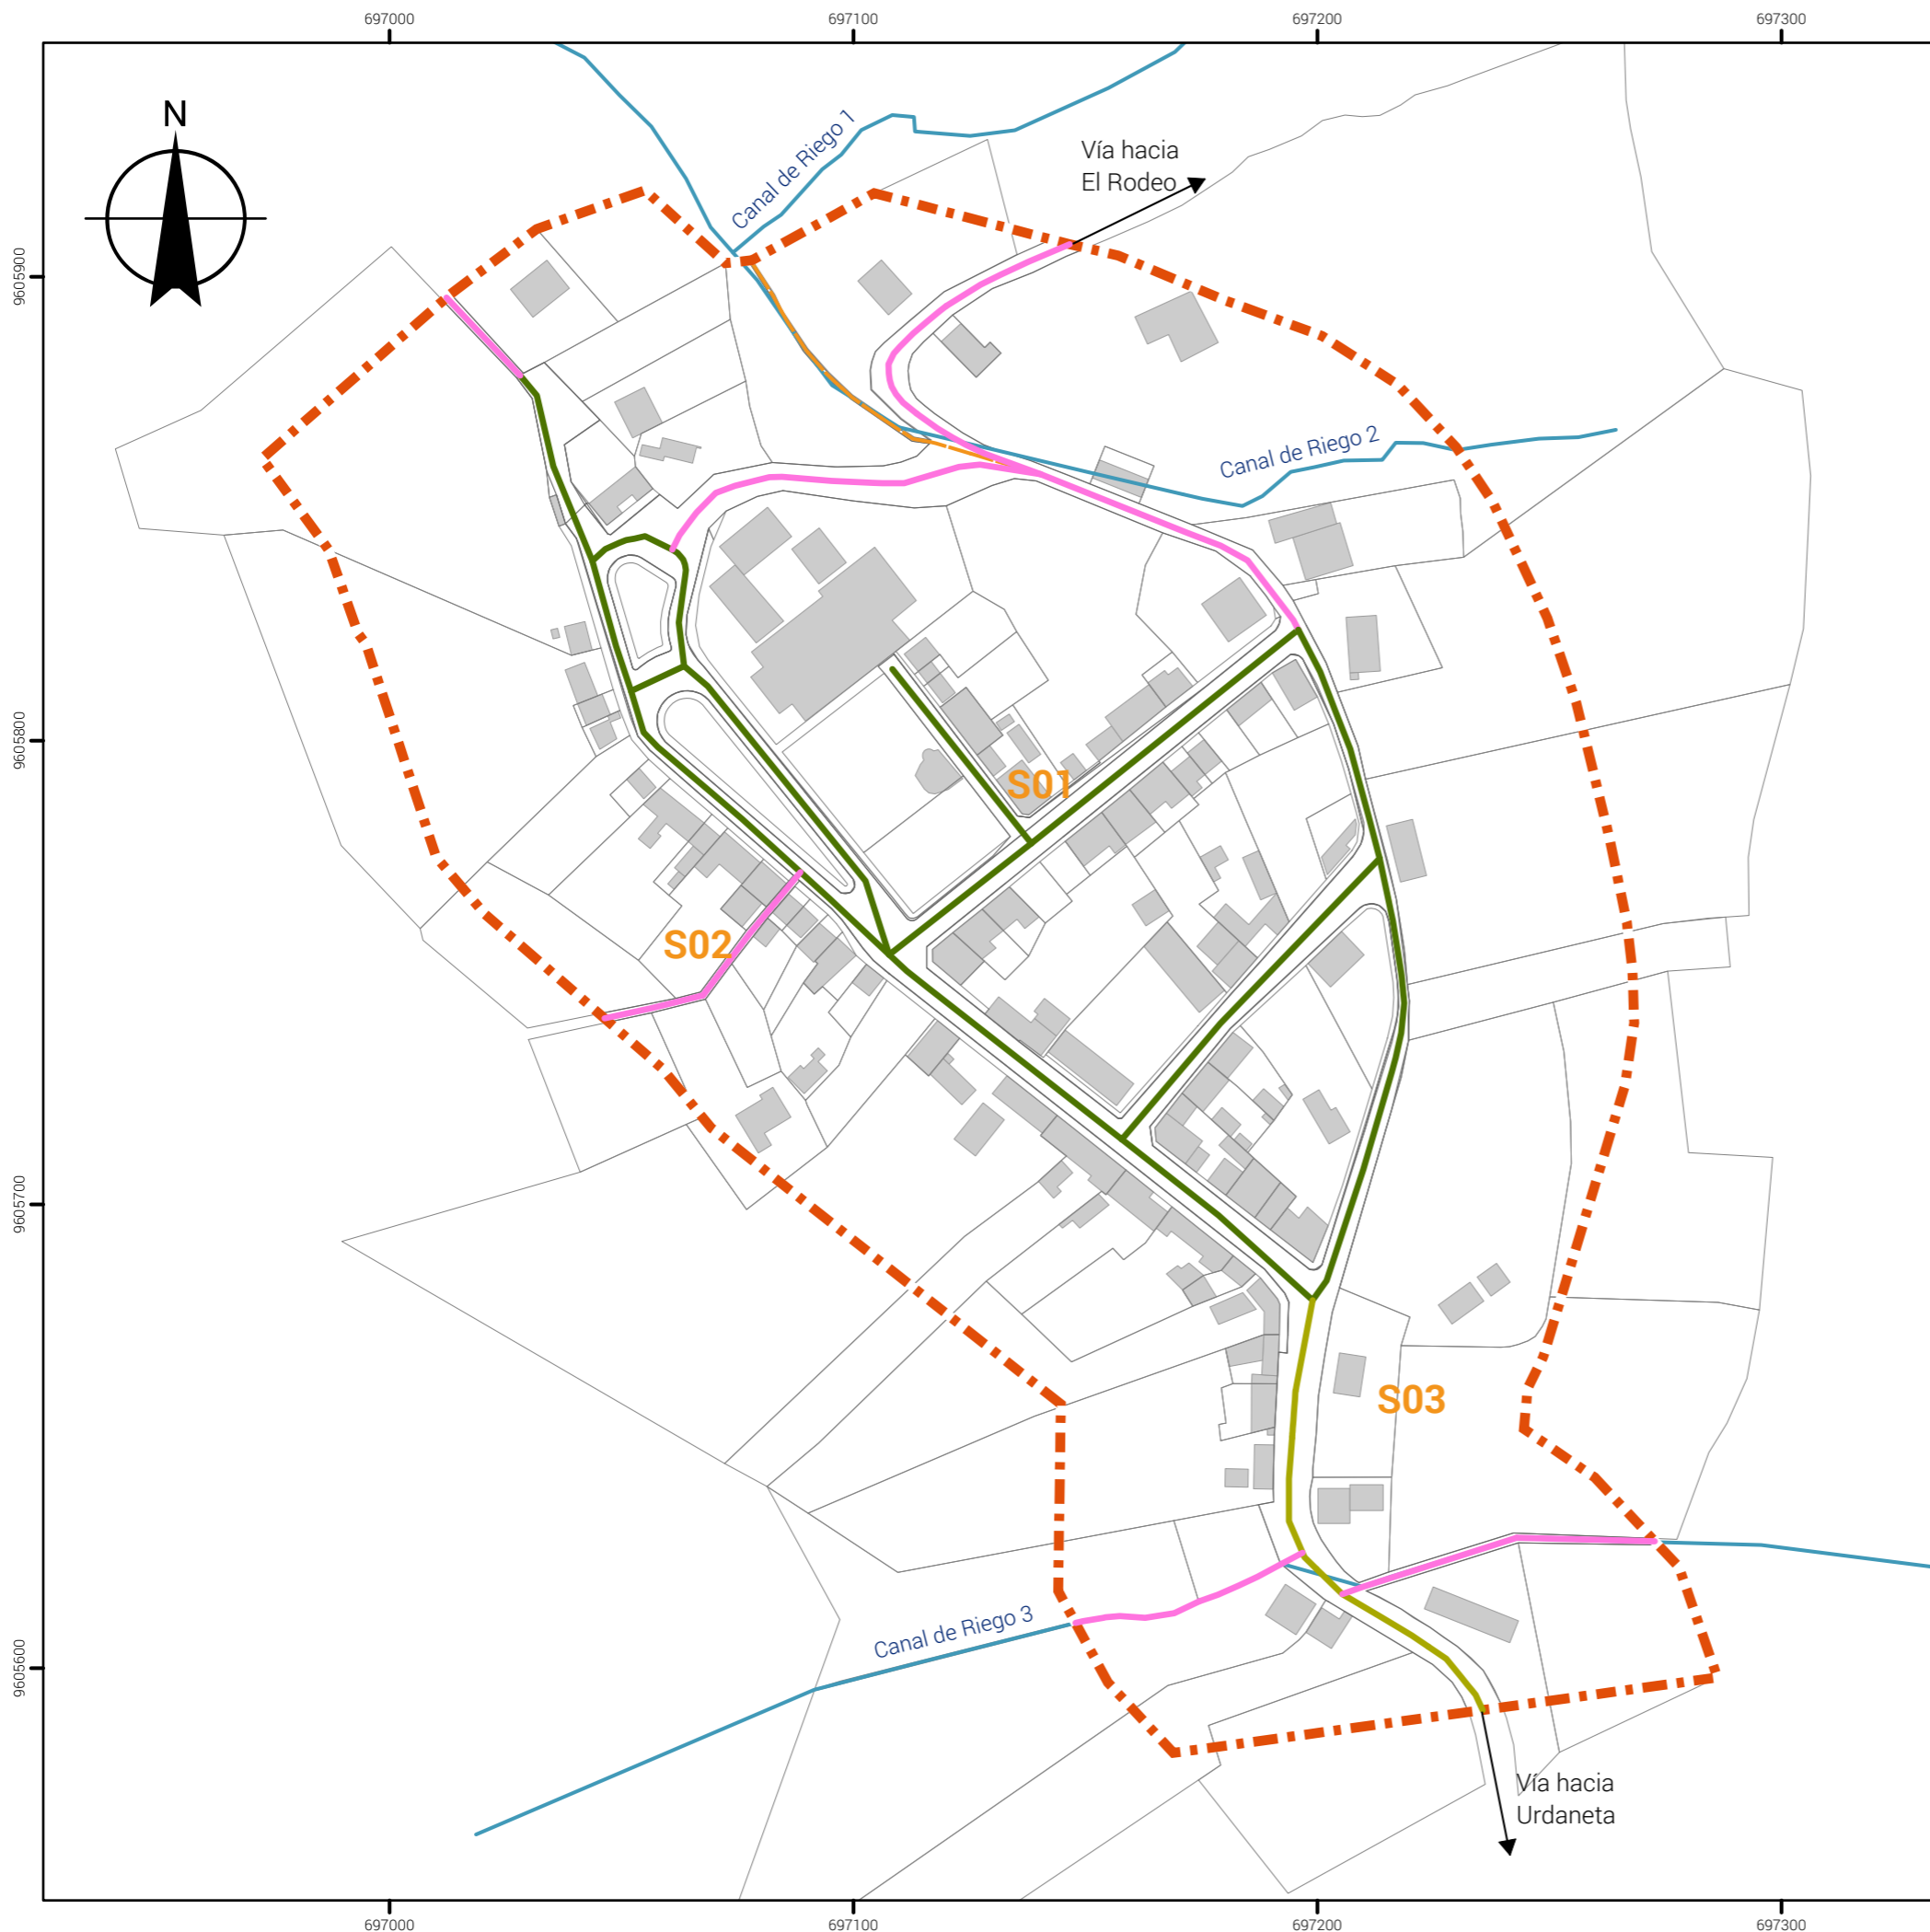 697000
697100
697200
697300
N
Canal de Riego 1
Vía hacia
El Rodeo
9605900
Canal de Riego 2
9605800
S01
S02
9605700
S03
Canal de Riego 3
9605600
Vía hacia
Urdaneta
697000
697100
697200
697300